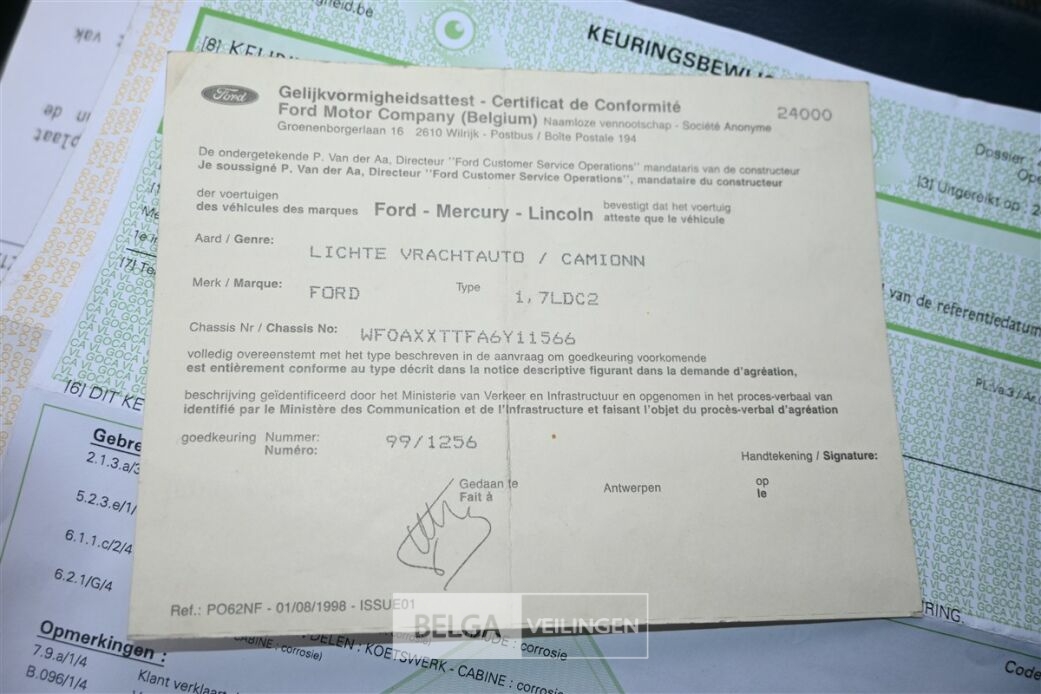 vak
gheid.be
[8] KEURI
KEURINGSBEWIJS
Dossier
[3] Uitgereikt op : 2
Ford
Gelijkvormigheidsattest - Certificat de Conformité
24000
Ford Motor Company (Belgium) Naamloze vennootschap - Société Anonyme
Groenenborgerlaan 16 2610 Wilrijk - Postbus / Boîte Postale 194
De ondergetekende P. Van der Aa, Directeur "Ford Customer Service Operations" mandataris van de constructeur
Je soussigné P. Van der Aa, Directeur "Ford Customer Service Operations", mandataire du constructeur
der voertuigen
des véhicules des marques
Ford - Mercury - Lincoln
bevestigt dat het voertuig
atteste que le véhicule
Aard / Genre:
LICHTE VRACHTAUTO / CAMIONN
Merk / Marque:
FORD
Type
1,7LDC2
Chassis Nr / Chassis No:
WF0AXXTTFA6Y11566
volledig overeenstemt met het type beschreven in de aanvraag om goedkeuring voorkomende
est entièrement conforme au type décrit dans la notice descriptive figurant dans la demande d'agréation,
beschrijving geïdentificeerd door het Ministerie van Verkeer en Infrastructuur en opgenomen in het proces-verbaal van
identifié par le Ministère des Communication et de l'Infrastructure et faisant l'objet du procès-verbal d'agréation
goedkeuring Nummer:
Numéro:
99/1256
Handtekening / Signature:
Gedaan te
Fait à
Antwerpen
op
le
Ref.: PO62NF - 01/08/1998 - ISSUE01
van de referentiedatum
[7] Te
[6] DIT KE
Gebre
2.1.3.a/3
5.2.3.e/1/
6.1.1.c/2/4
6.2.1/G/4
Opmerkingen :
7.9.a/1/4
B.096/1/4
Klant verklaar
CABINE : corrosie)
DELEN : KOETSWERK - CABINE : corrosie
: corrosie
RING.
Code
BELGA VEILINGEN